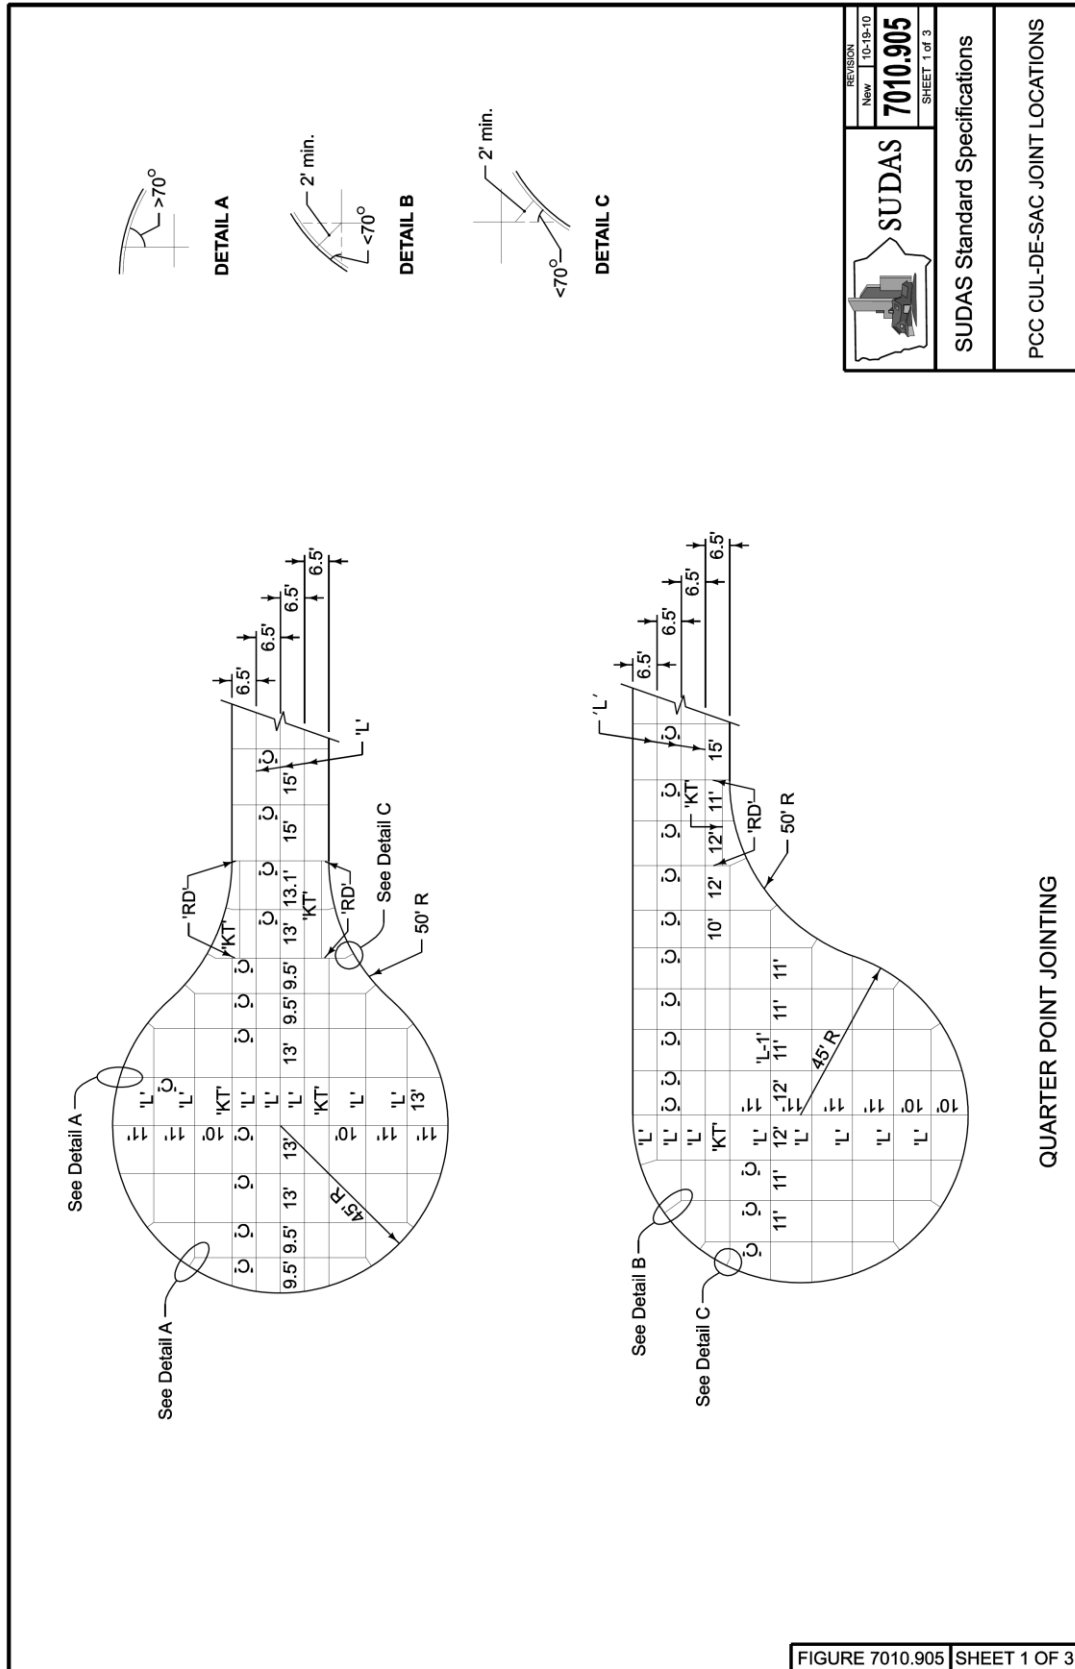 REVISION
New 10-19-10
7010.905
SHEET 1 of 3
SUDAS
SUDAS Standard Specifications
PCC CUL-DE-SAC JOINT LOCATIONS
>70°
DETAIL A
2' min.
<70°
DETAIL B
2' min.
<70°
DETAIL C
See Detail A
See Detail A
'L' 'L' 'KT' 'L' 'L' 'L' 'KT' 'L' 'L' 13'
11' 11' 10' 'C' 10' 11' 11'
'C'
'C' 'C' 'C' 'C' 'C' 'C' 'C' 'C' 'C'
9.5' 9.5' 13' 13' 13' 9.5' 9.5' 13' 13.1' 15' 15'
45' R
'KT'
'KT'
'RD'
'RD'
See Detail C
50' R
'L'
6.5'
6.5'
6.5'
6.5'
See Detail B
See Detail C
'L' 'L' 'L' 'KT' 'L' 'L' 'L' 'L' 'L'
11' 11' 11' 11' 10' 10'
'C' 'C' 'C' 'C' 'C' 'C' 'C' 'C'
'C' 'C' 'C'
11' 11' 12' 12' 11' 11' 11'
'L-1'
45' R
10' 12' 12' 11' 15'
'KT'
'RD'
50' R
'L'
6.5'
6.5'
6.5'
6.5'
QUARTER POINT JOINTING
FIGURE 7010.905 SHEET 1 OF 3